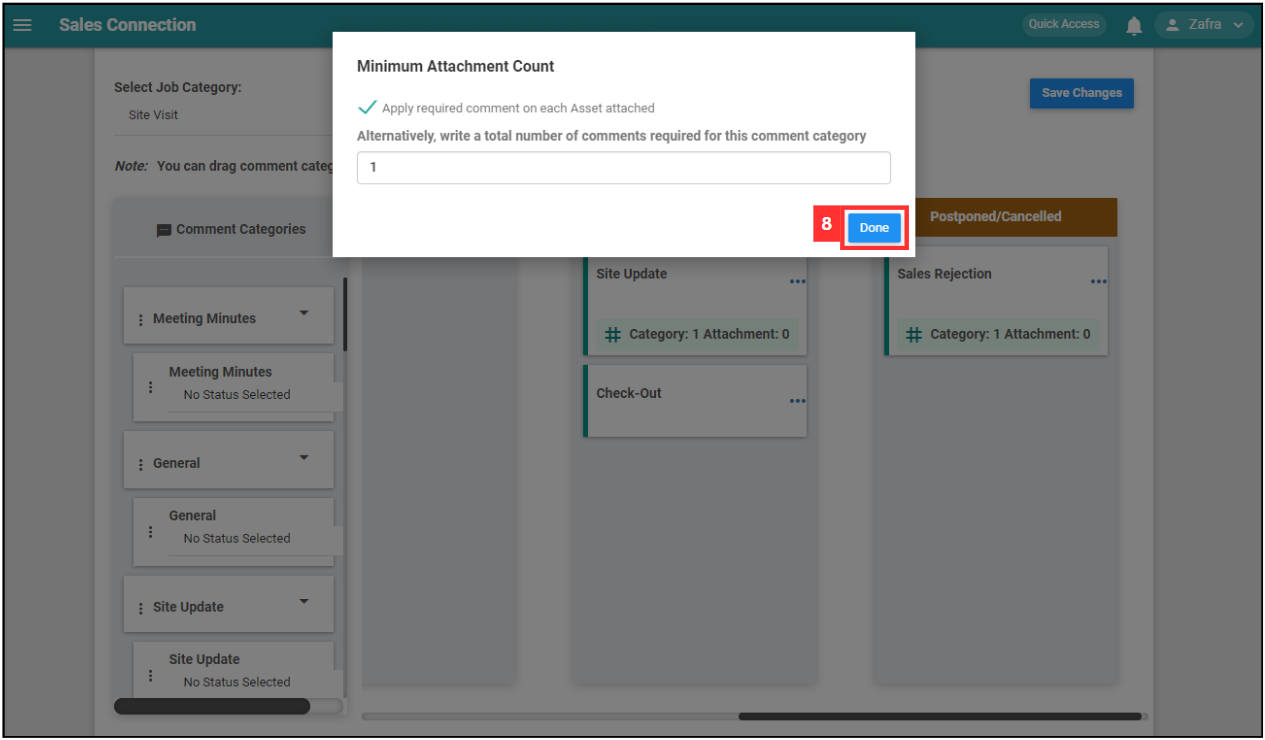 Sales Connection
Quick Access
Zafra
Minimum Attachment Count
Apply required comment on each Asset attached
Alternatively, write a total number of comments required for this comment category
1
8
Done
Select Job Category:
Site Visit
Save Changes
Note: You can drag comment categ
Comment Categories
Meeting Minutes
Meeting Minutes
No Status Selected
General
General
No Status Selected
Site Update
Site Update
No Status Selected
Site Update
Category: 1 Attachment: 0
Check-Out
Postponed/Cancelled
Sales Rejection
Category: 1 Attachment: 0